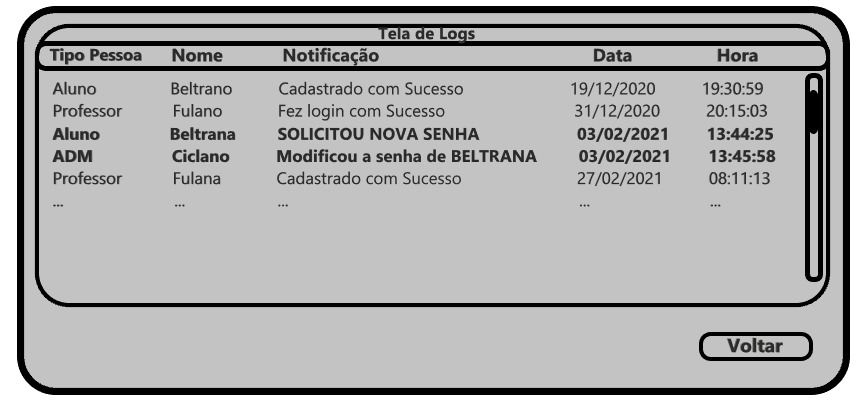 Tela de Logs
Tipo Pessoa Nome Notificação Data Hora
Aluno Beltrano Cadastrado com Sucesso 19/12/2020 19:30:59
Professor Fulano Fez login com Sucesso 31/12/2020 20:15:03
Aluno Beltrana SOLICITOU NOVA SENHA 03/02/2021 13:44:25
ADM Ciclano Modificou a senha de BELTRANA 03/02/2021 13:45:58
Professor Fulana Cadastrado com Sucesso 27/02/2021 08:11:13
... ... ... ... ...
Voltar